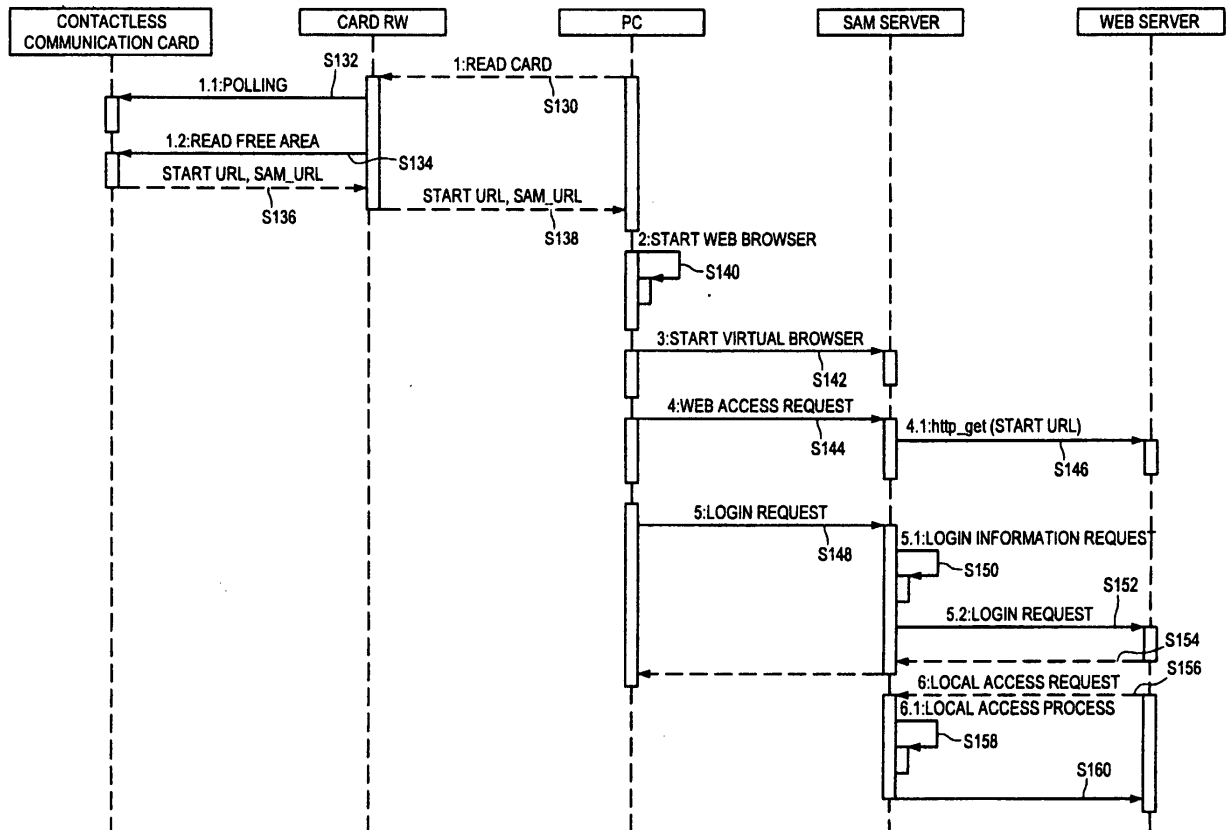 CONTACTLESS
COMMUNICATION CARD
CARD RW
PC
SAM SERVER
WEB SERVER
S132
1:READ CARD
1.1:POLLING
S130
1.2:READ FREE AREA
S134
START URL, SAM_URL
S136
START URL, SAM_URL
S138
2:START WEB BROWSER
S140
3:START VIRTUAL BROWSER
S142
4:WEB ACCESS REQUEST
S144
4.1:http_get (START URL)
S146
5:LOGIN REQUEST
S148
5.1:LOGIN INFORMATION REQUEST
S150
S152
5.2:LOGIN REQUEST
S154
S156
6:LOCAL ACCESS REQUEST
6.1:LOCAL ACCESS PROCESS
S158
S160